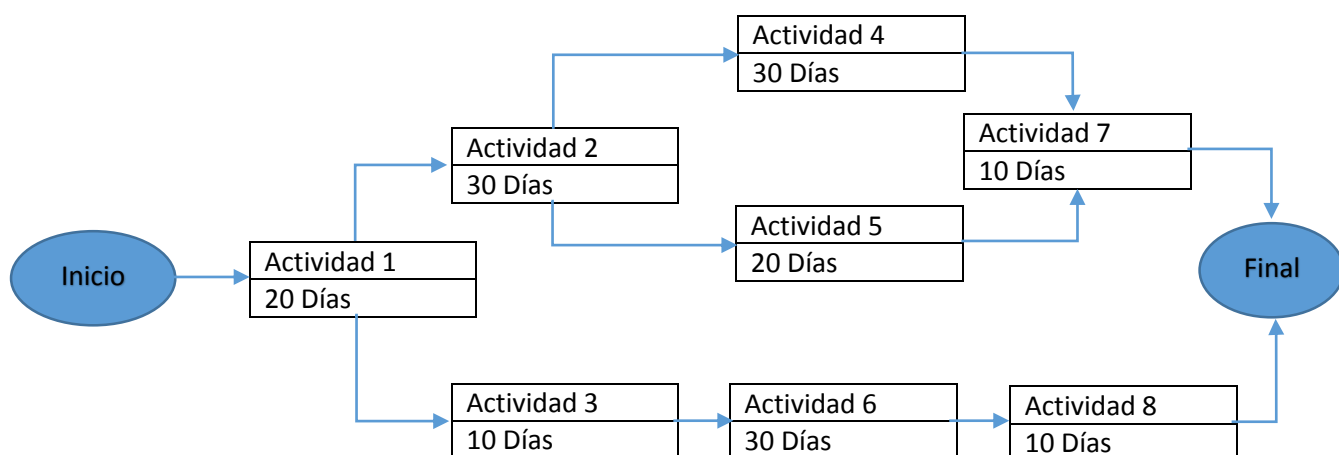 Actividad 4
30 Días
Actividad 2
30 Días
Actividad 7
10 Días
Actividad 5
20 Días
Inicio
Actividad 1
20 Días
Final
Actividad 3
10 Días
Actividad 6
30 Días
Actividad 8
10 Días